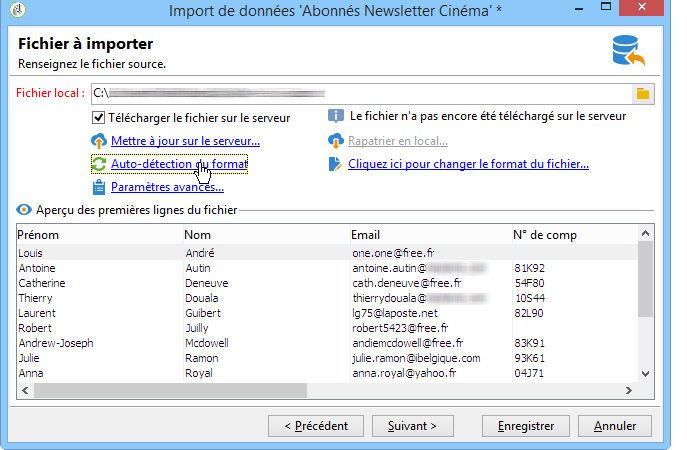 Import de données 'Abonnés Newsletter Cinéma' *
Fichier à importer
Renseignez le fichier source.
Fichier local : C:\
Télécharger le fichier sur le serveur Le fichier n'a pas encore été téléchargé sur le serveur
Mettre à jour sur le serveur... Rapatrier en local...
Auto-détection du format Cliquez ici pour changer le format du fichier...
Paramètres avancés...
Aperçu des premières lignes du fichier
Prénom Nom Email N° de comp
Louis André one.one@free.fr
Antoine Autin antoine.autin@ 81K92
Catherine Deneuve cath.deneuve@free.fr 54F80
Thierry Douala thierrydouala@ 10S44
Laurent Guibert lg75@laposte.net 82L90
Robert Juilly robert5423@free.fr
Andrew-Joseph Mcdowell andiemcdowell@free.fr 83K91
Julie Ramon julie.ramon@ibelgique.com 93K61
Anna Royal anna.royal@yahoo.fr 04J71
< Précédent Suivant > Enregistrer Annuler